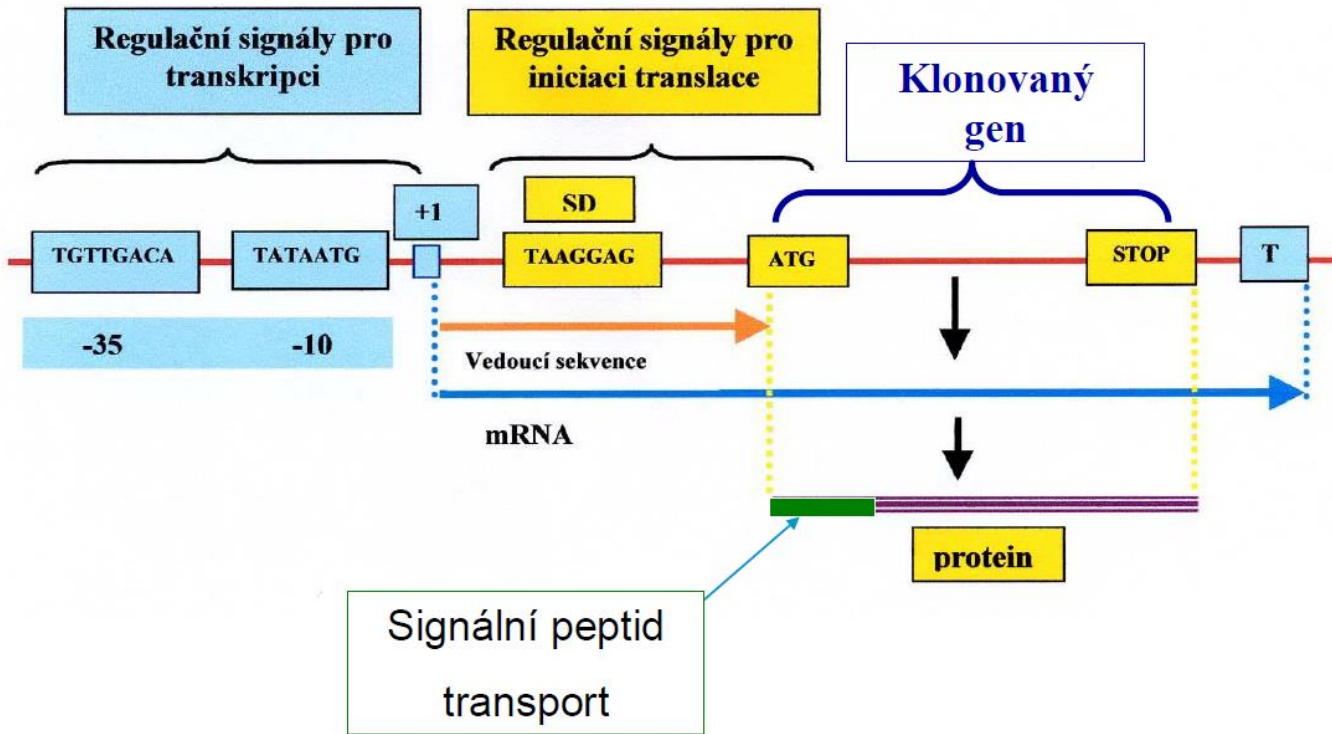 Regulační signály pro
transkripci
Regulační signály pro
iniciaci translace
Klonovaný
gen
+1
SD
TGTTGACA
TATAATG
TAAGGAG
ATG
STOP
T
-35
-10
Vedoucí sekvence
mRNA
protein
Signální peptid
transport